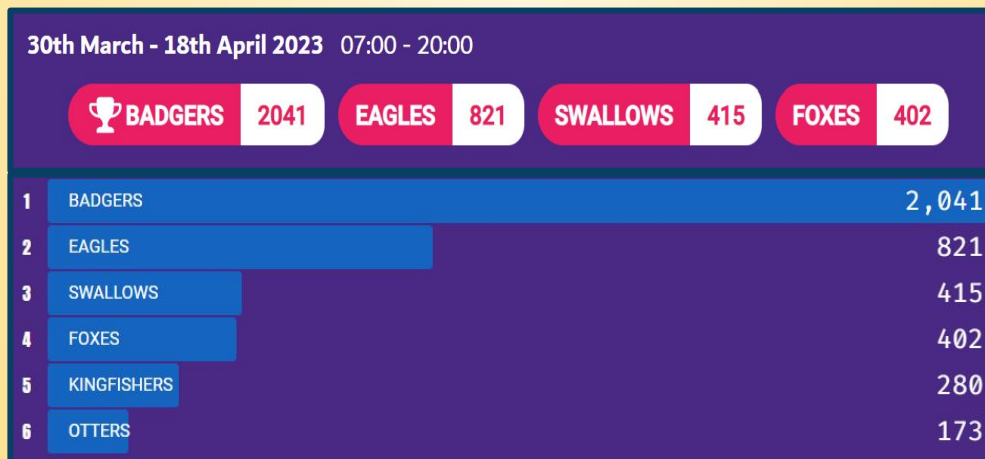 30th March - 18th April 2023 07:00 - 20:00
BADGERS 2041 EAGLES 821 SWALLOWS 415 FOXES 402
1 BADGERS 2,041
2 EAGLES 821
3 SWALLOWS 415
4 FOXES 402
5 KINGFISHERS 280
6 OTTERS 173